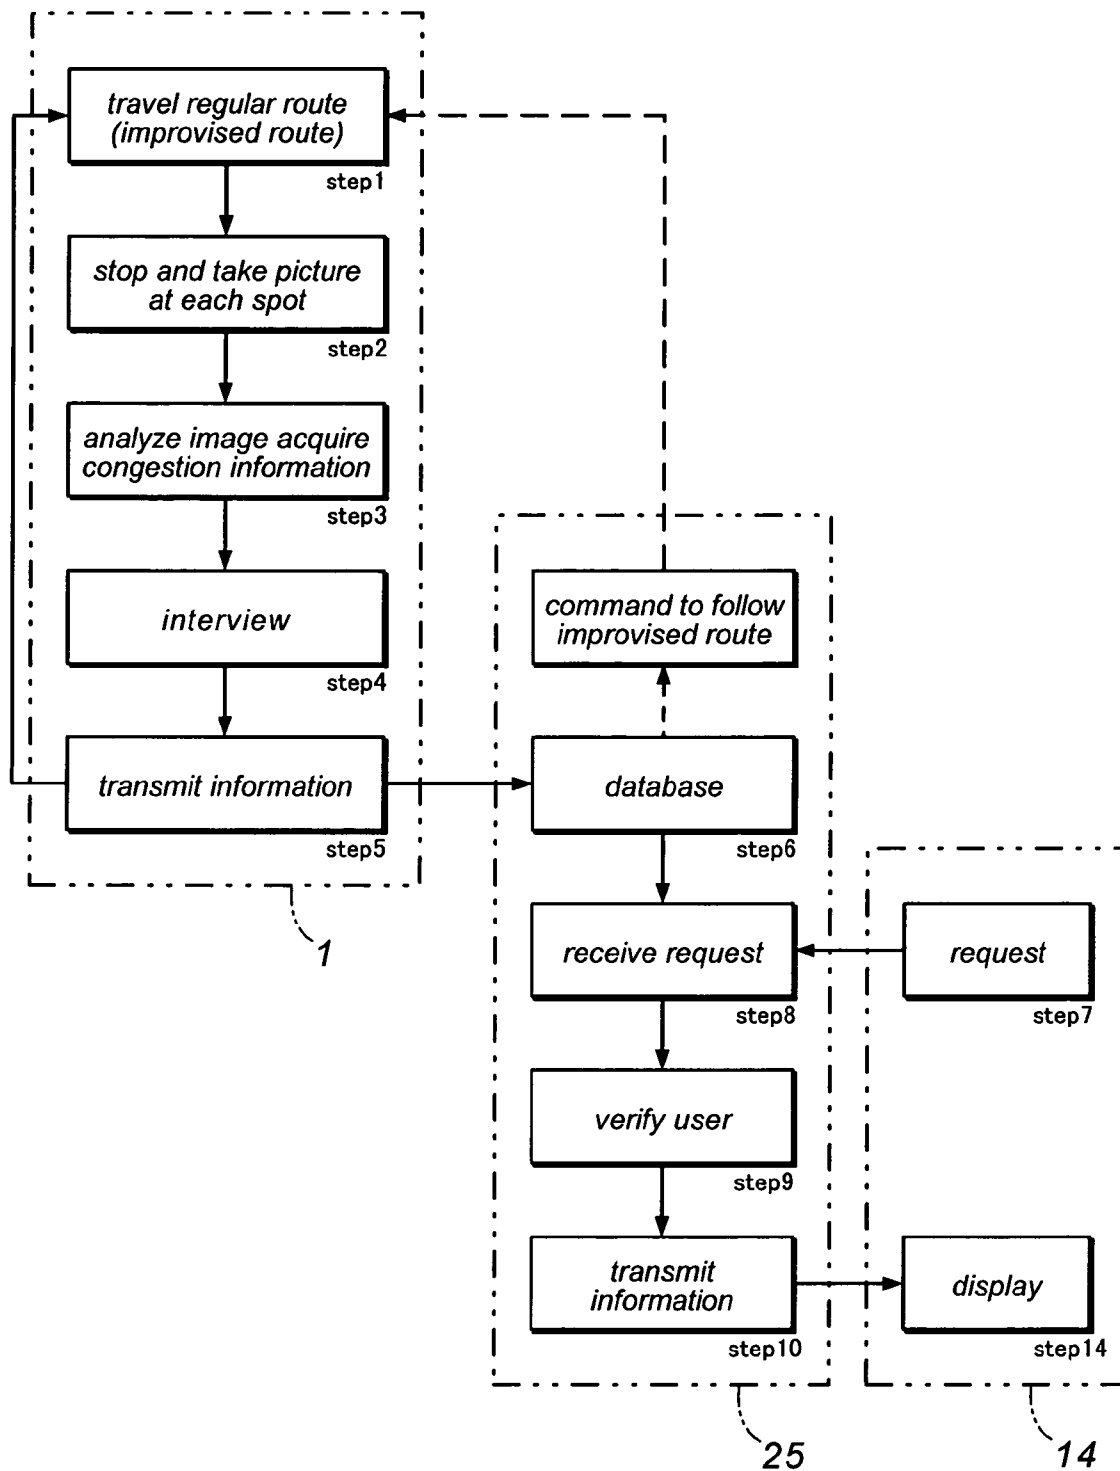 travel regular route
(improvised route)
step1
stop and take picture
at each spot
step2
analyze image acquire
congestion information
step3
interview
step4
transmit information
step5
1
command to follow
improvised route
database
step6
receive request
step8
verify user
step9
transmit
information
step10
25
request
step7
display
step14
14